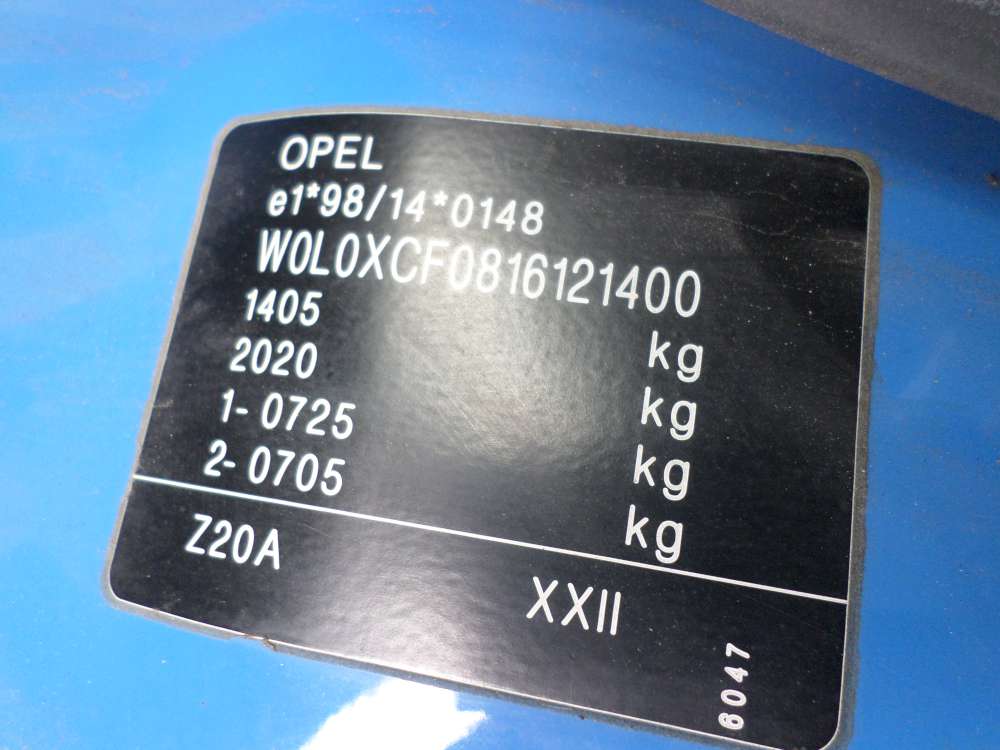 OPEL
e1*98/14*0148
W0L0XCF0816121400
1405 kg
2020 kg
1- 0725 kg
2- 0705 kg
Z20A XXII
6047